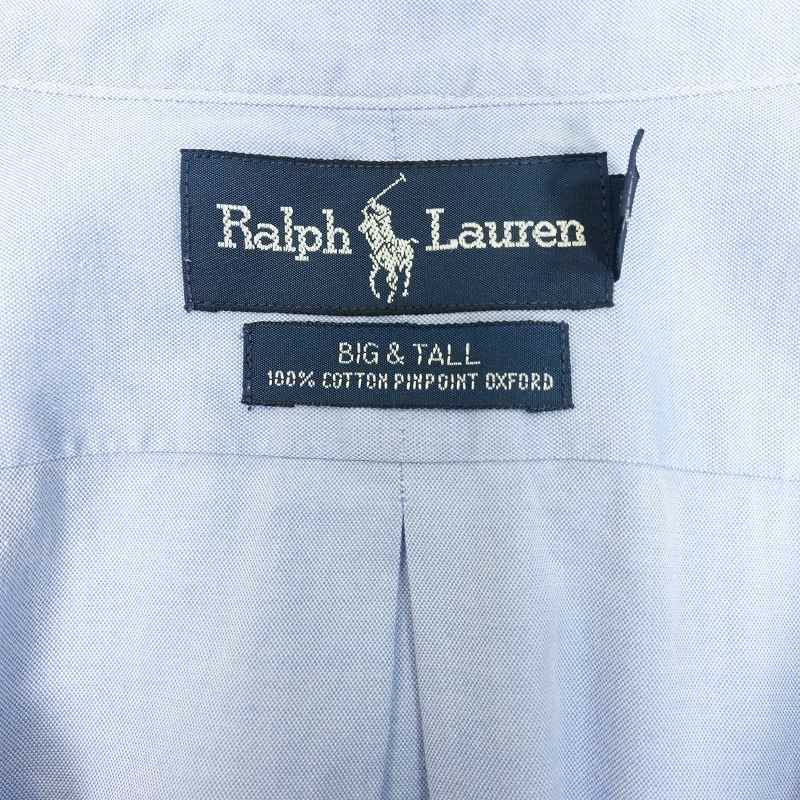 Ralph Lauren
BIG & TALL
100% COTTON PINPOINT OXFORD